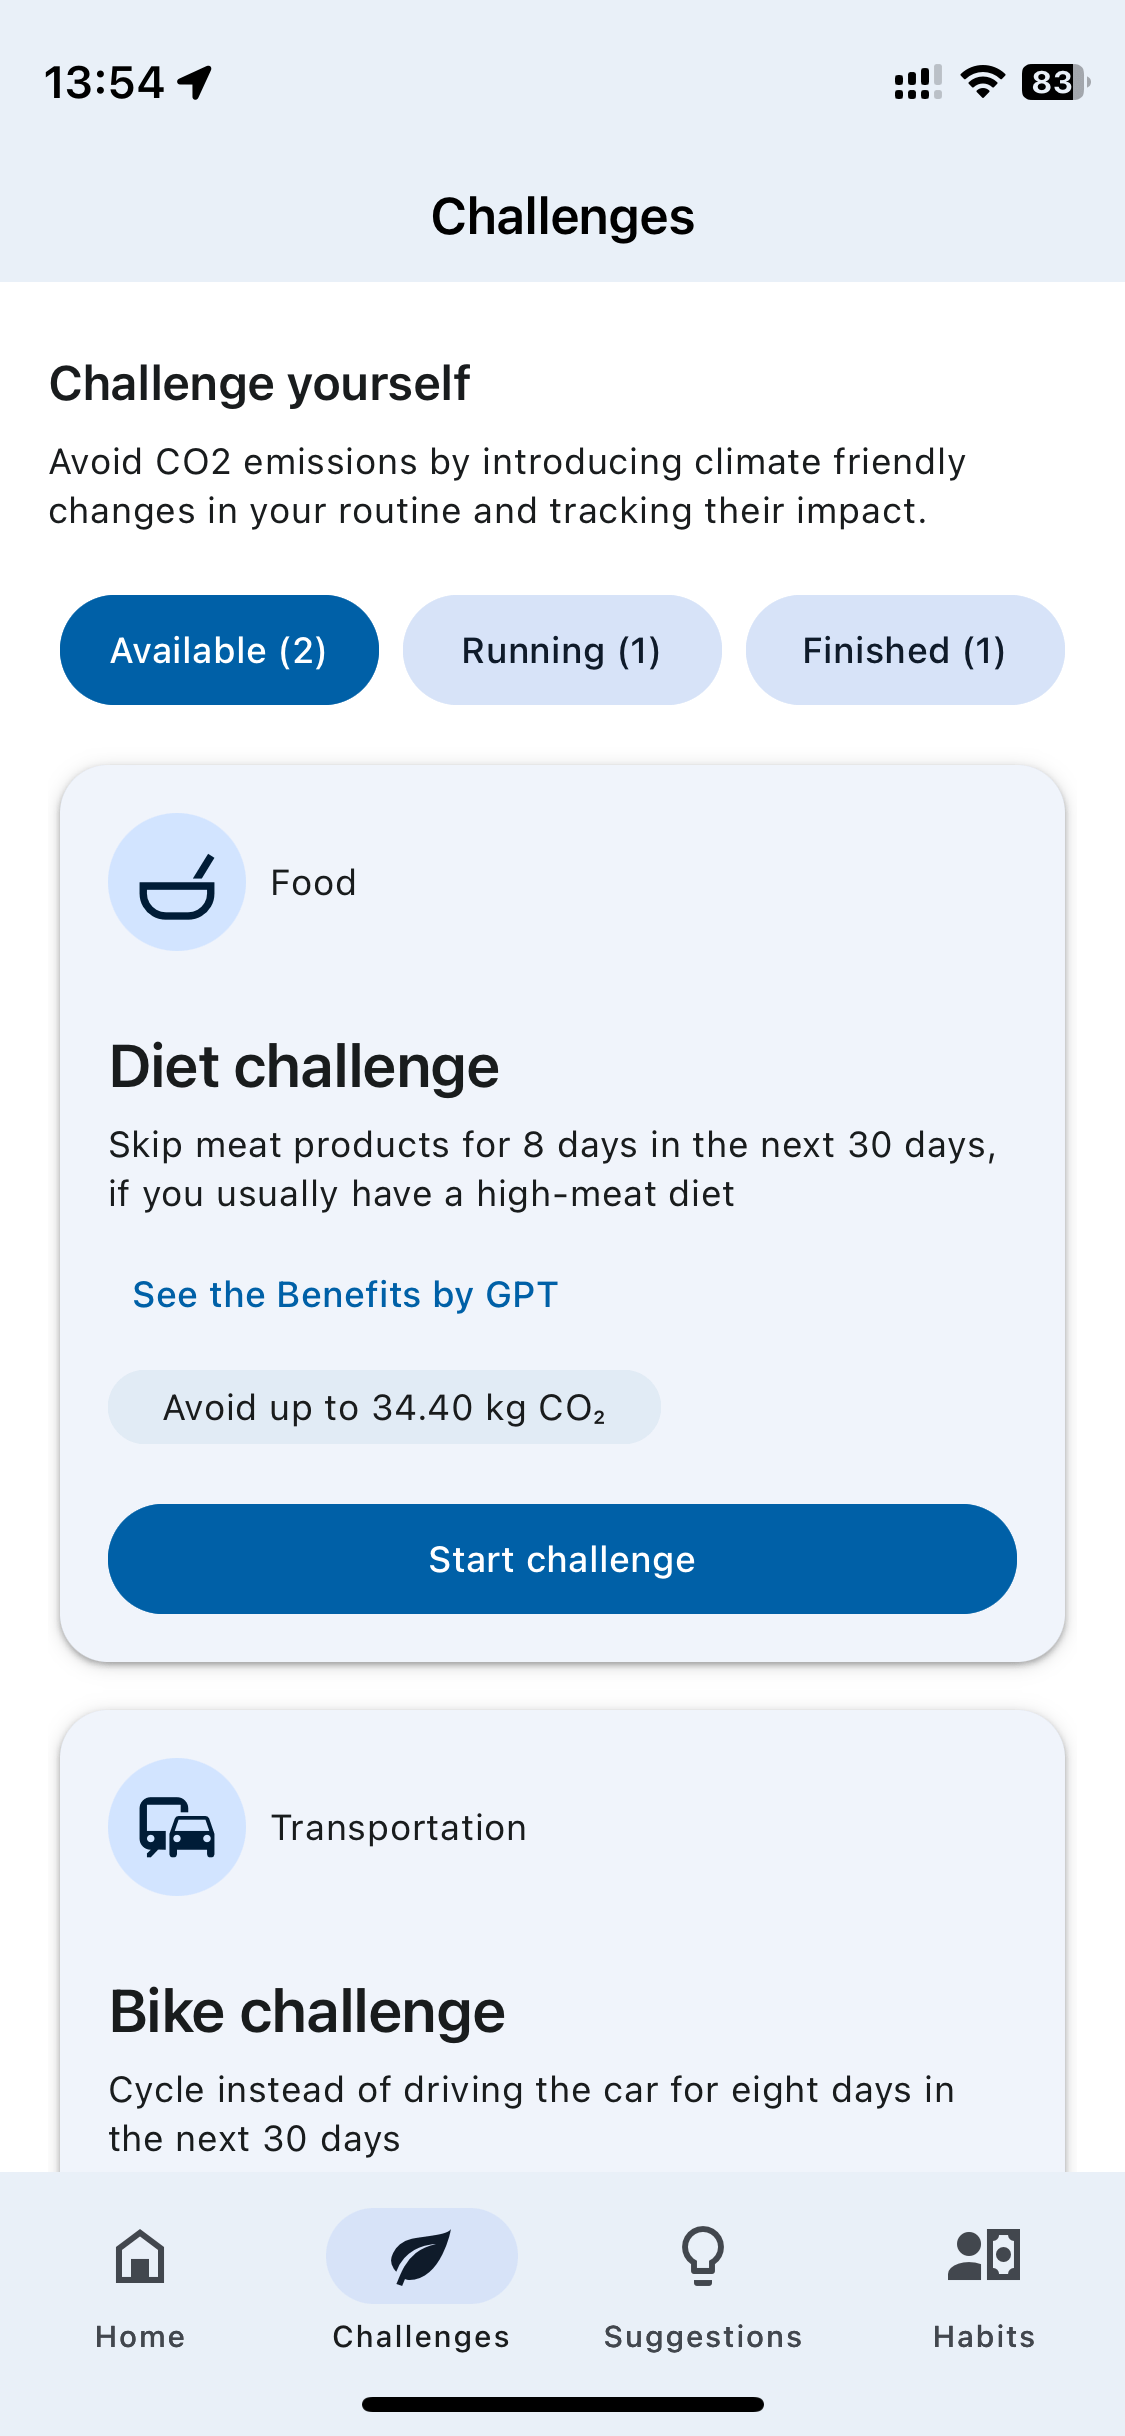 13:54
83
Challenges
Challenge yourself
Avoid CO2 emissions by introducing climate friendly
changes in your routine and tracking their impact.
Available (2)
Running (1)
Finished (1)
Food
Diet challenge
Skip meat products for 8 days in the next 30 days,
if you usually have a high-meat diet
See the Benefits by GPT
Avoid up to 34.40 kg CO₂
Start challenge
Transportation
Bike challenge
Cycle instead of driving the car for eight days in
the next 30 days
Home
Challenges
Suggestions
Habits